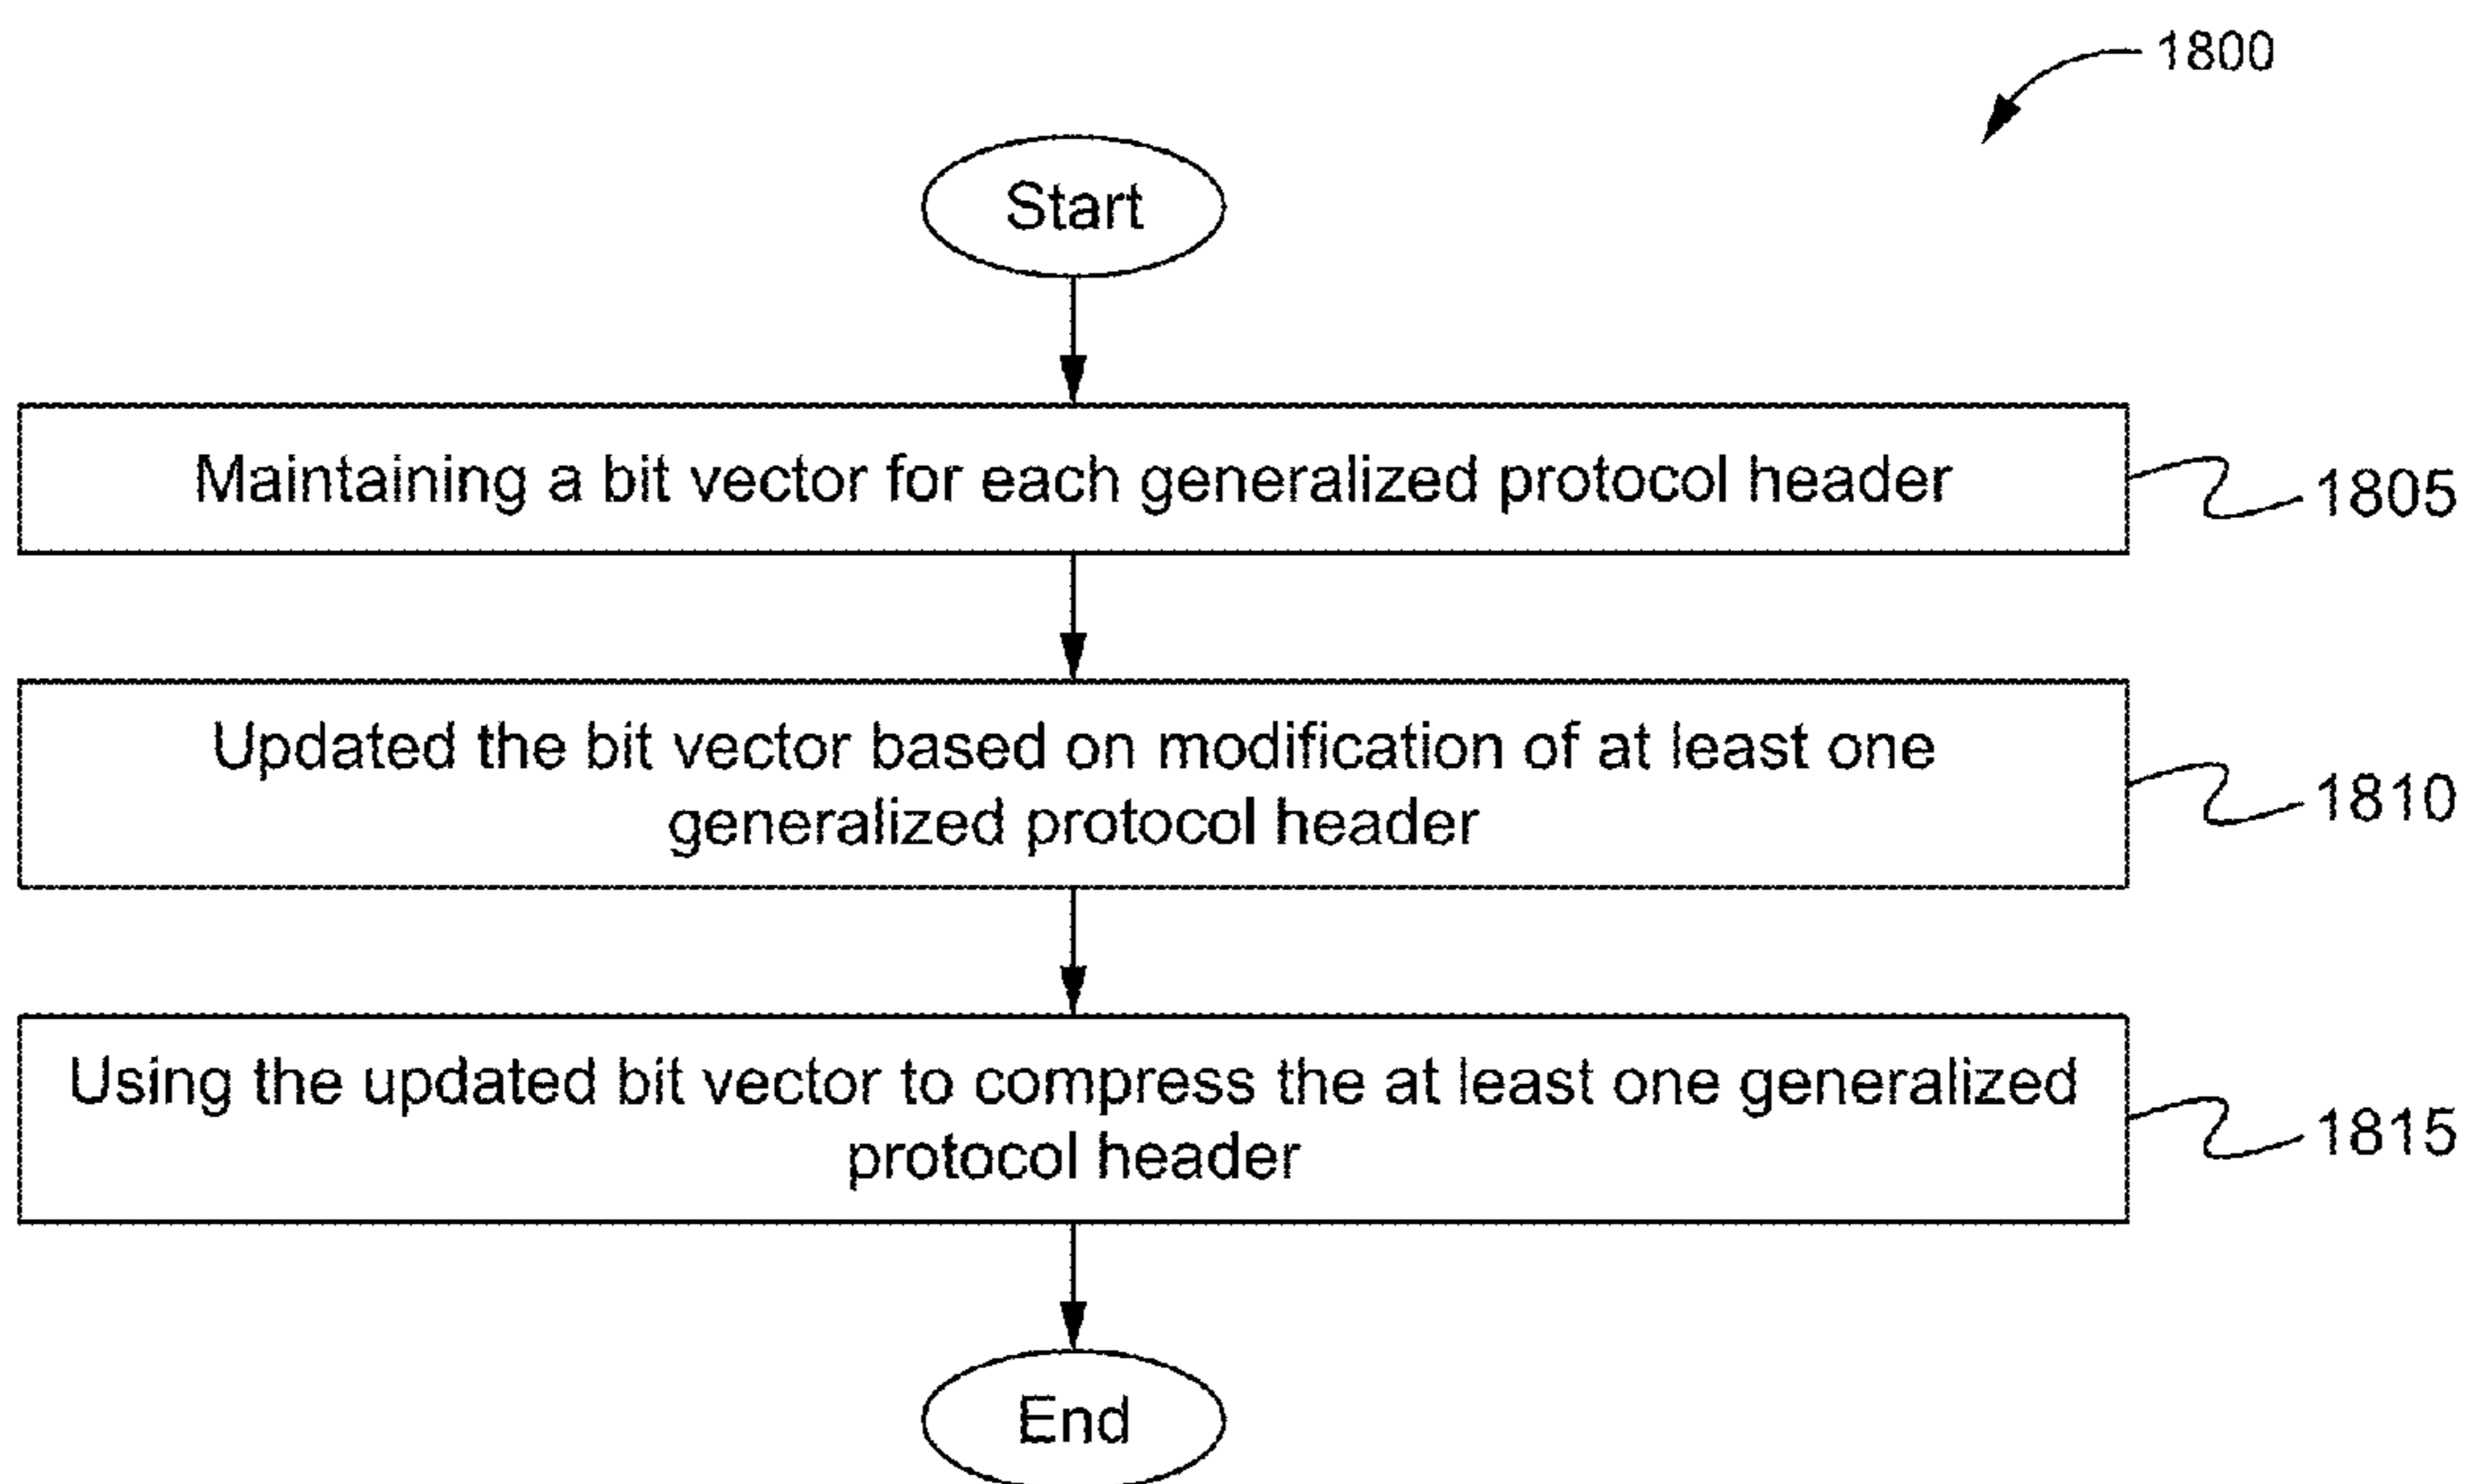 1800
Start
Maintaining a bit vector for each generalized protocol header
1805
Updated the bit vector based on modification of at least one
generalized protocol header
1810
Using the updated bit vector to compress the at least one generalized
protocol header
1815
End